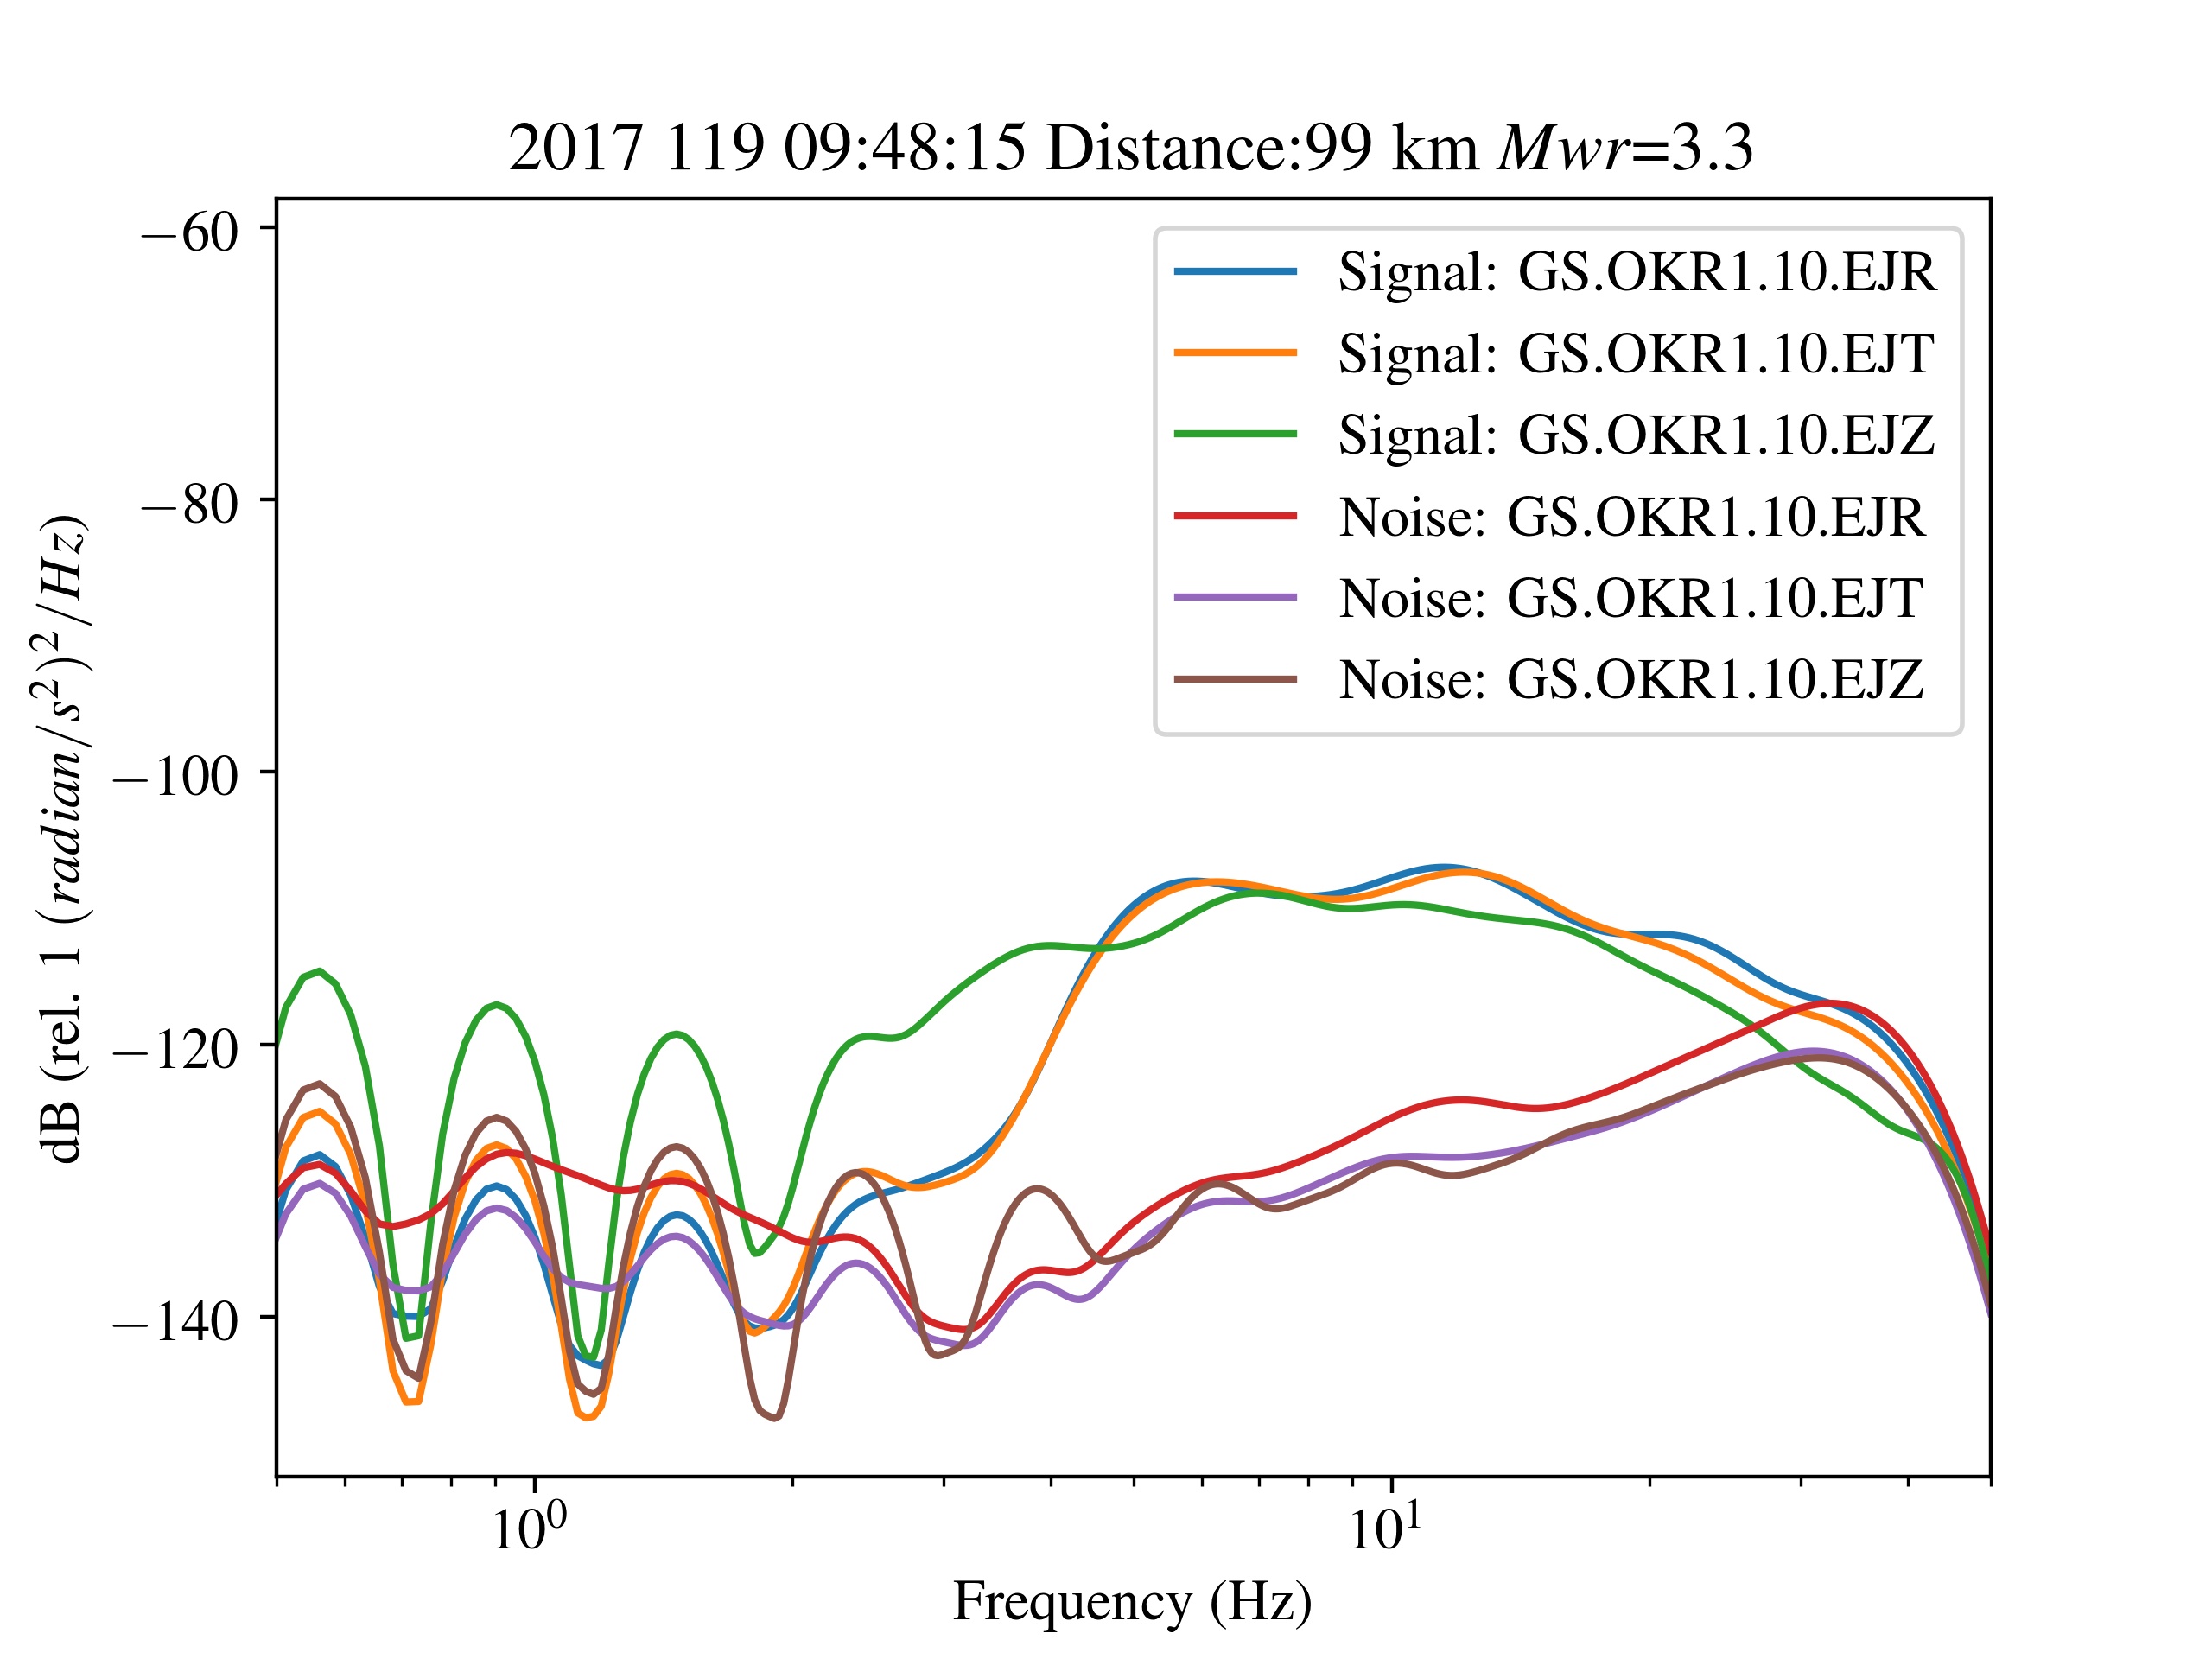 2017 119 09:48:15 Distance:99 km Mwr=3.3
−60
−80
−100
−120
−140
dB (rel. 1 (radian/s²)²/Hz)
Signal: GS.OKR1.10.EJR
Signal: GS.OKR1.10.EJT
Signal: GS.OKR1.10.EJZ
Noise: GS.OKR1.10.EJR
Noise: GS.OKR1.10.EJT
Noise: GS.OKR1.10.EJZ
10⁰ 10¹
Frequency (Hz)